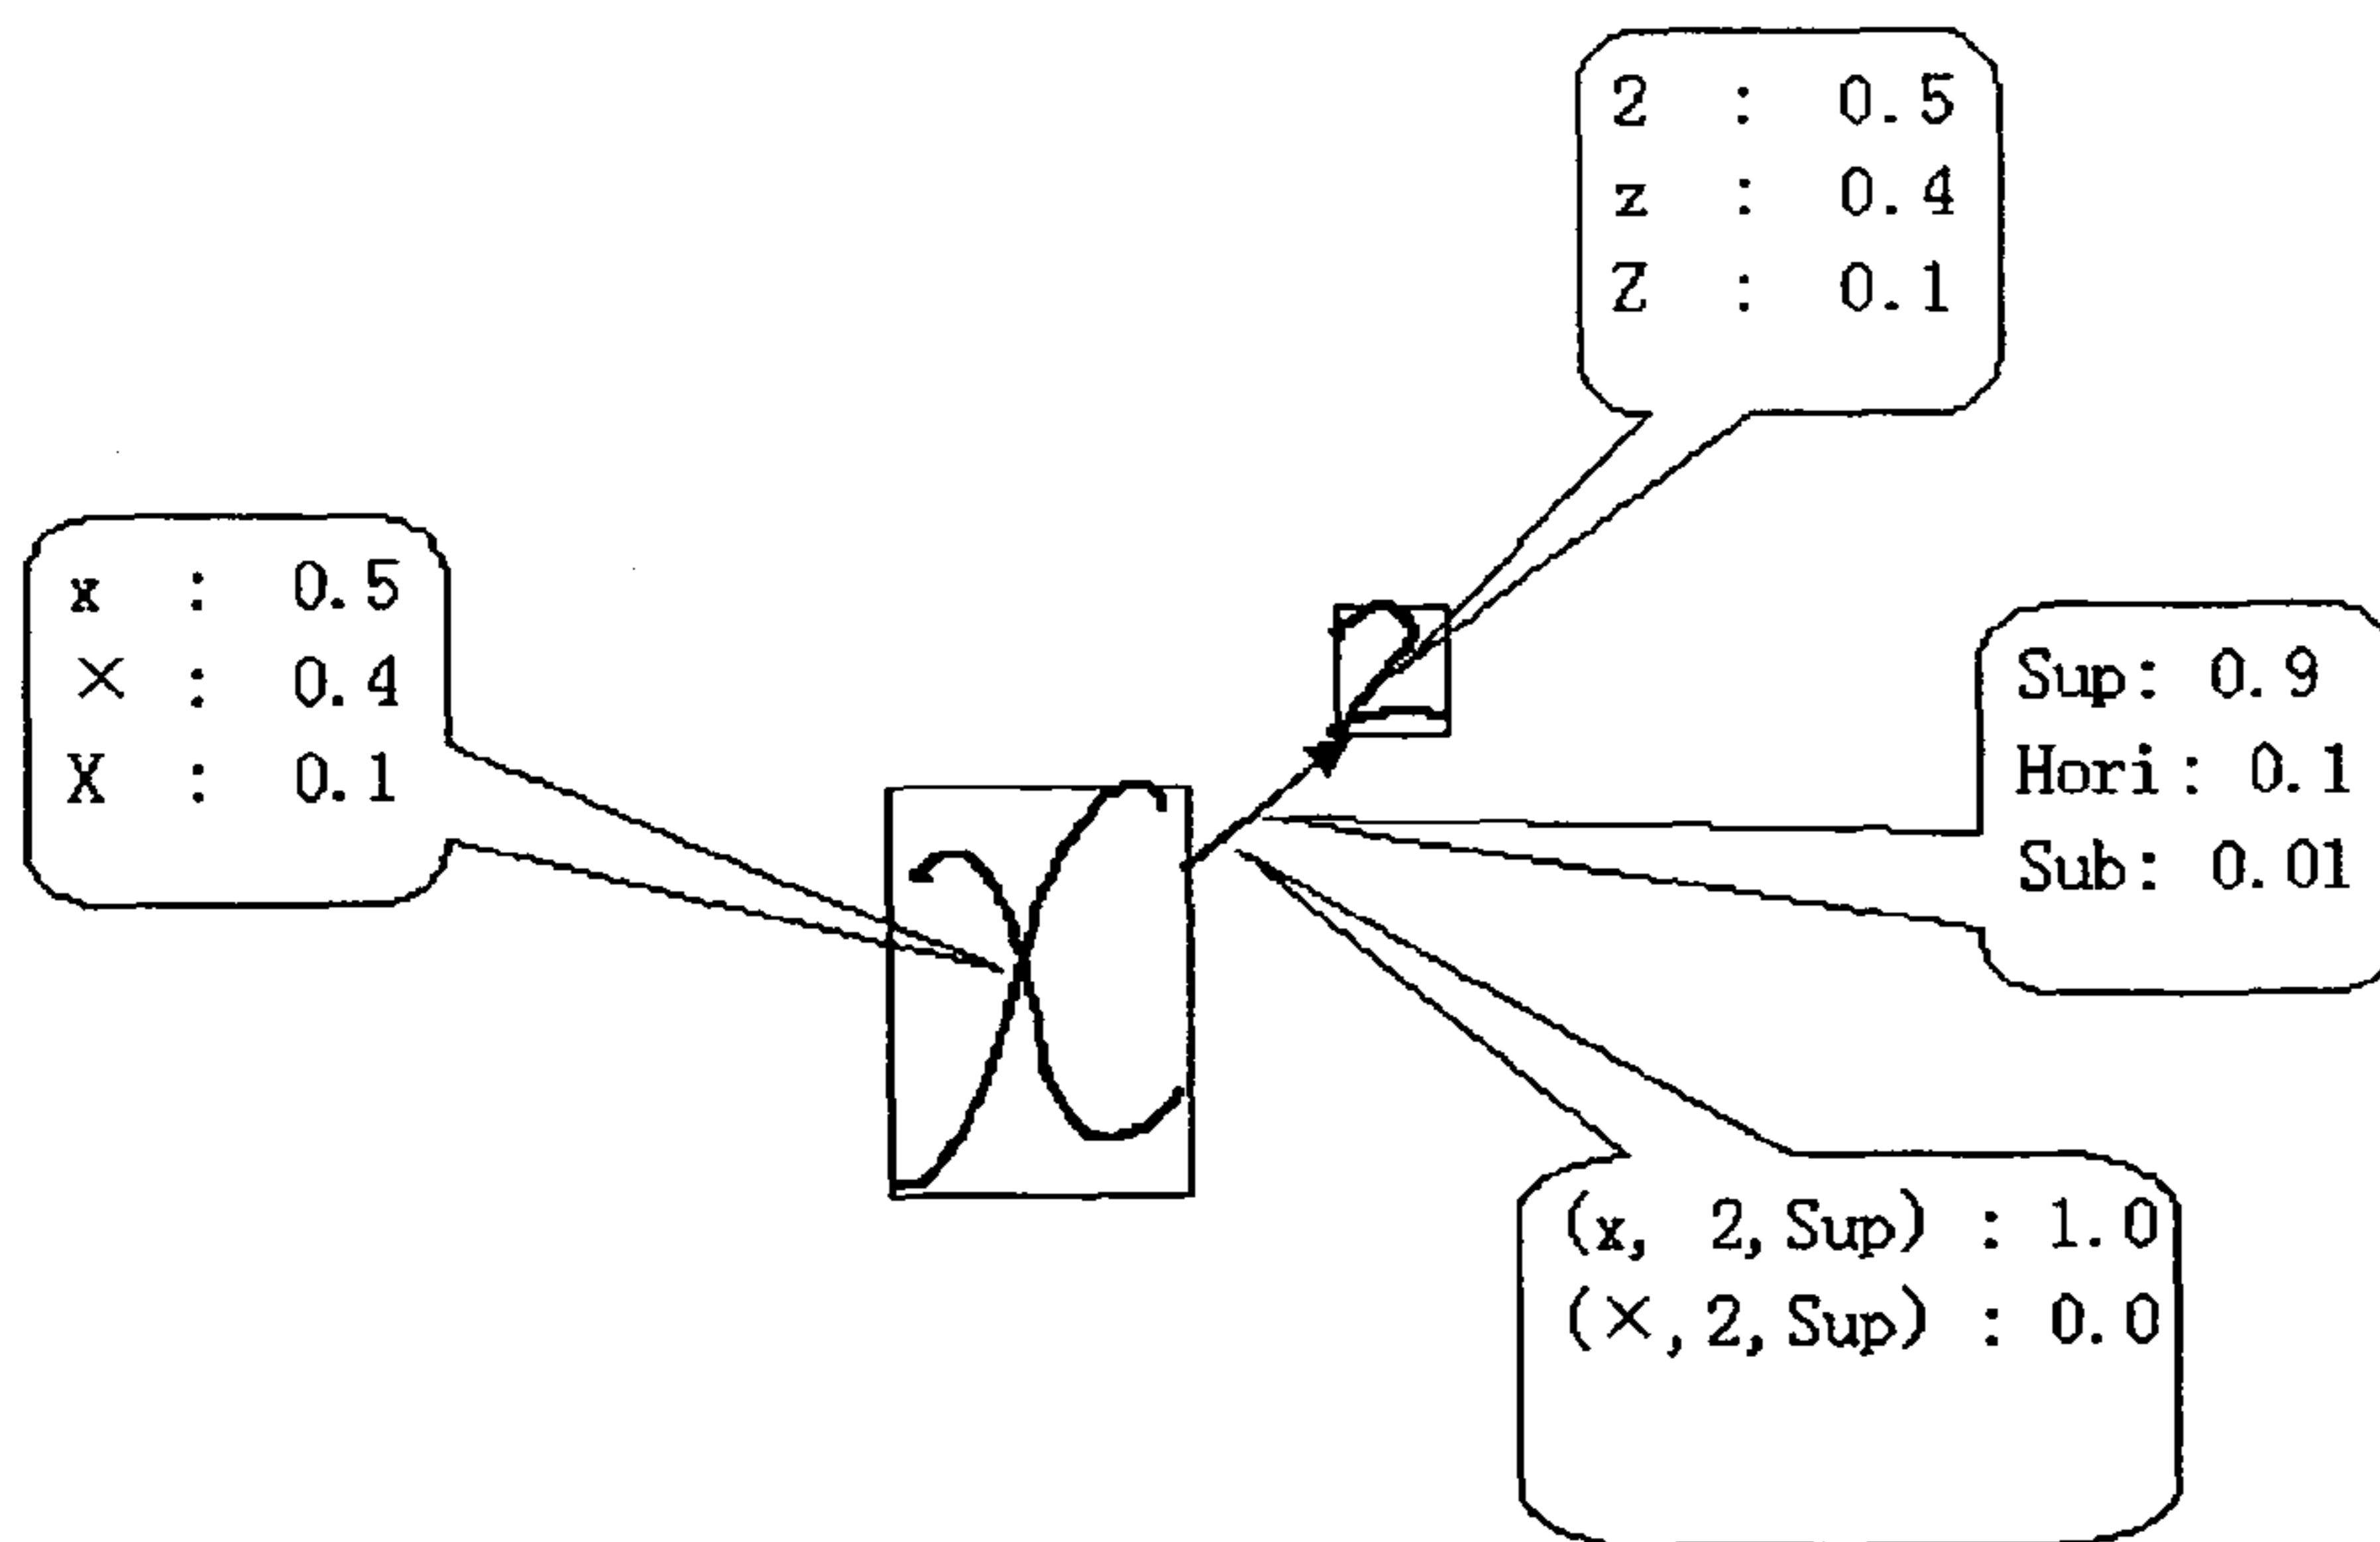 2 : 0.5
z : 0.4
Z : 0.1
x : 0.5
× : 0.4
X : 0.1
x
2
Sup: 0.9
Hori: 0.1
Sub: 0.01
(x, 2, Sup) : 1.0
(×, 2, Sup) : 0.0